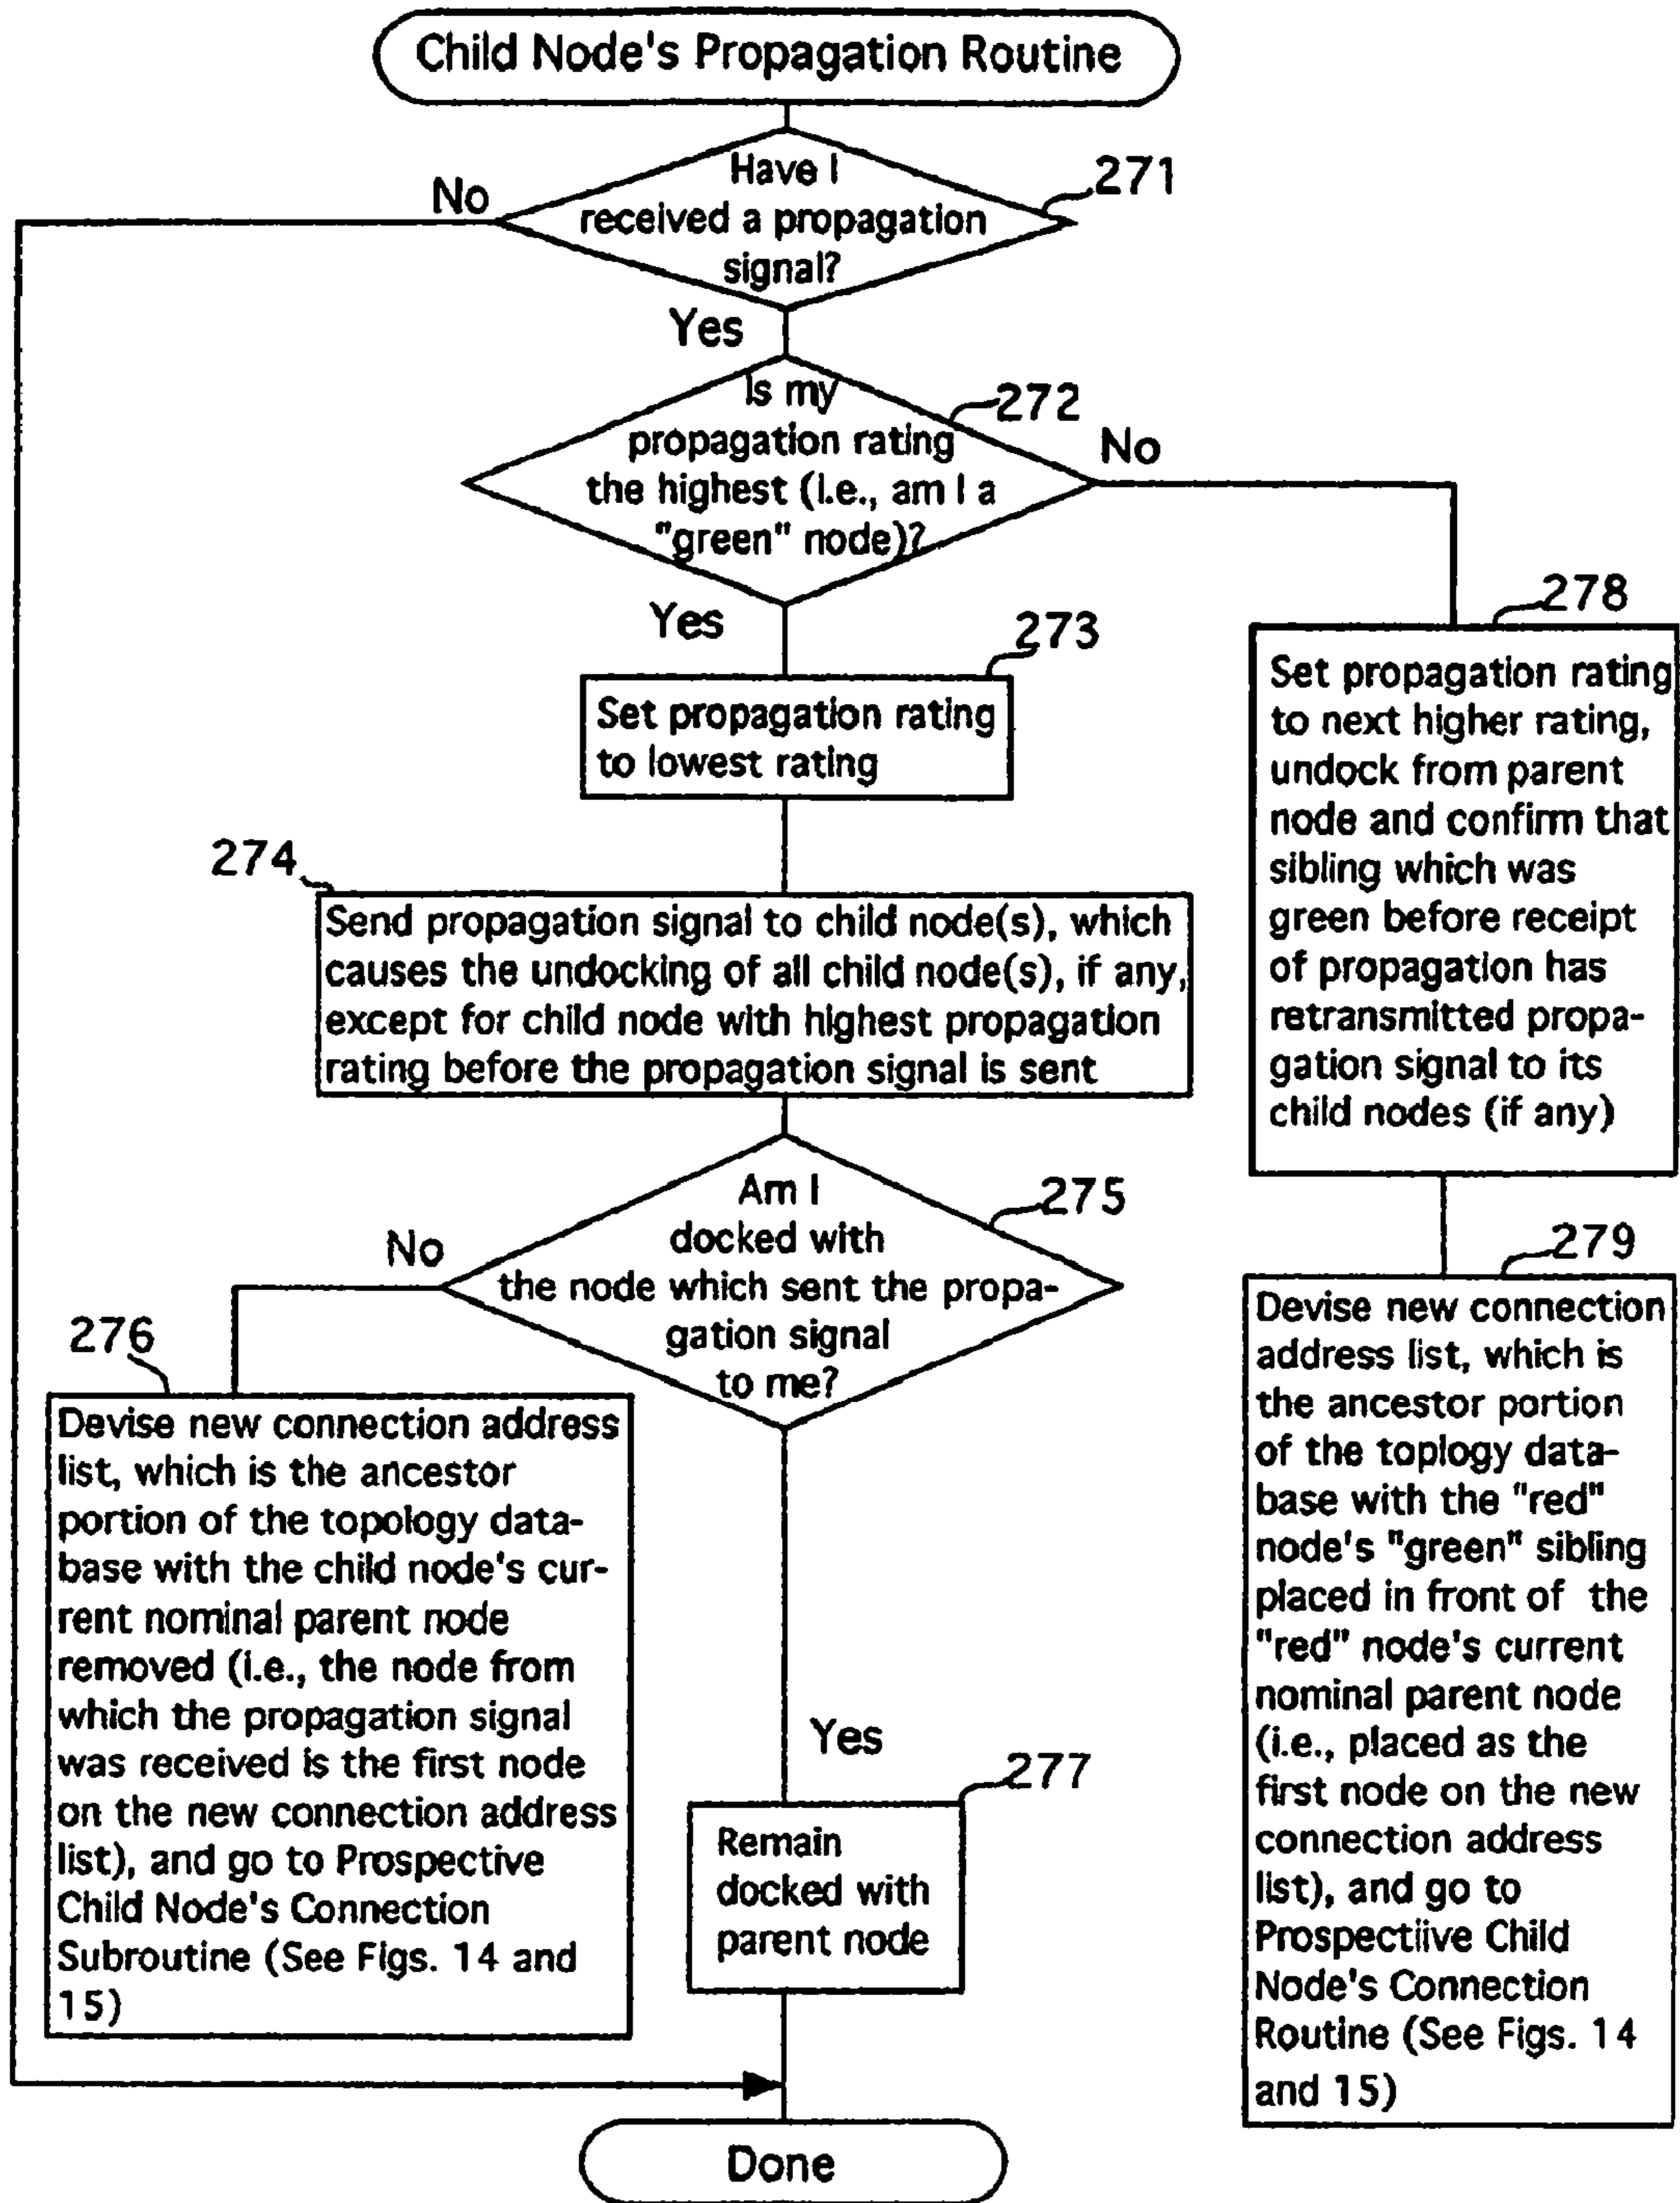 Child Node's Propagation Routine
Have I
received a propagation
signal?
271
No
Yes
Is my
propagation rating
the highest (i.e., am I a
"green" node)?
272
No
Yes
273
Set propagation rating
to lowest rating
278
Set propagation rating
to next higher rating,
undock from parent
node and confirm that
sibling which was
green before receipt
of propagation has
retransmitted propa-
gation signal to its
child nodes (if any)
274
Send propagation signal to child node(s), which
causes the undocking of all child node(s), if any,
except for child node with highest propagation
rating before the propagation signal is sent
Am I
docked with
the node which sent the propa-
gation signal
to me?
275
No
279
Devise new connection
address list, which is
the ancestor portion
of the toplogy data-
base with the "red"
node's "green" sibling
placed in front of the
"red" node's current
nominal parent node
(i.e., placed as the
first node on the new
connection address
list), and go to
Prospectiive Child
Node's Connection
Routine (See Figs. 14
and 15)
276
Devise new connection address
list, which is the ancestor
portion of the topology data-
base with the child node's cur-
rent nominal parent node
removed (i.e., the node from
which the propagation signal
was received is the first node
on the new connection address
list), and go to Prospective
Child Node's Connection
Subroutine (See Figs. 14 and
15)
Yes
277
Remain
docked with
parent node
Done